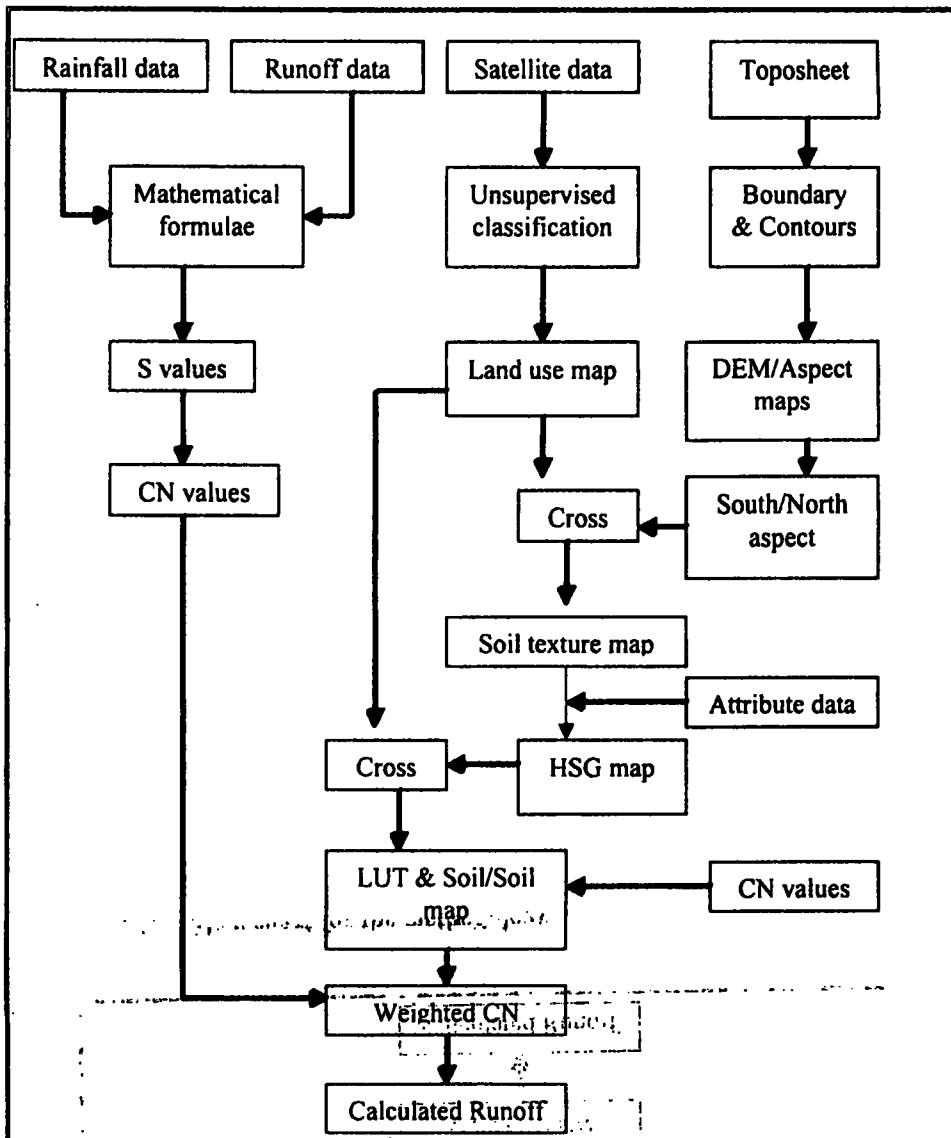 Rainfall data
Runoff data
Satellite data
Toposheet
Mathematical
formulae
Unsupervised
classification
Boundary
& Contours
S values
Land use map
DEM/Aspect
maps
CN values
Cross
South/North
aspect
Soil texture map
Attribute data
Cross
HSG map
LUT & Soil/Soil
map
CN values
Weighted CN
Calculated Runoff